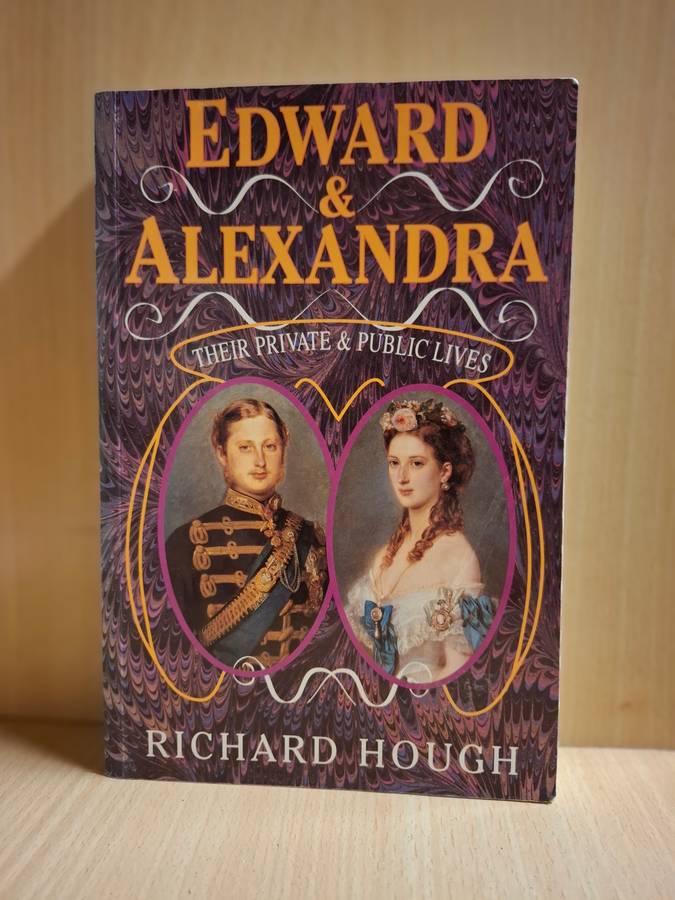 EDWARD
&
ALEXANDRA
THEIR PRIVATE & PUBLIC LIVES
RICHARD HOUGH